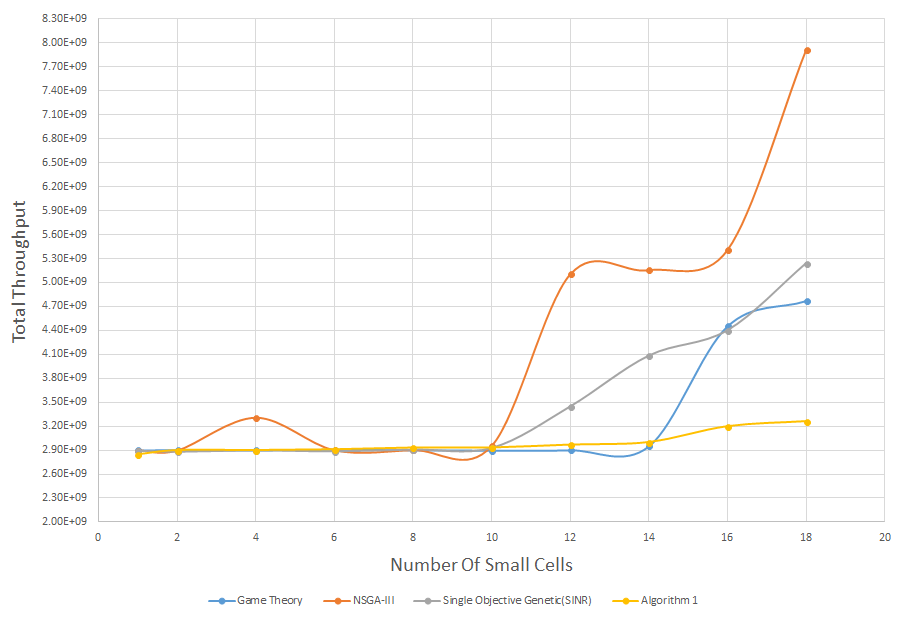 8.30E+09
8.00E+09
7.70E+09
7.40E+09
7.10E+09
6.80E+09
6.50E+09
6.20E+09
5.90E+09
5.60E+09
5.30E+09
5.00E+09
4.70E+09
4.40E+09
4.10E+09
3.80E+09
3.50E+09
3.20E+09
2.90E+09
2.60E+09
2.30E+09
2.00E+09
Total Throughput
0 2 4 6 8 10 12 14 16 18 20
Number Of Small Cells
Game Theory NSGA-III Single Objective Genetic(SINR) Algorithm 1